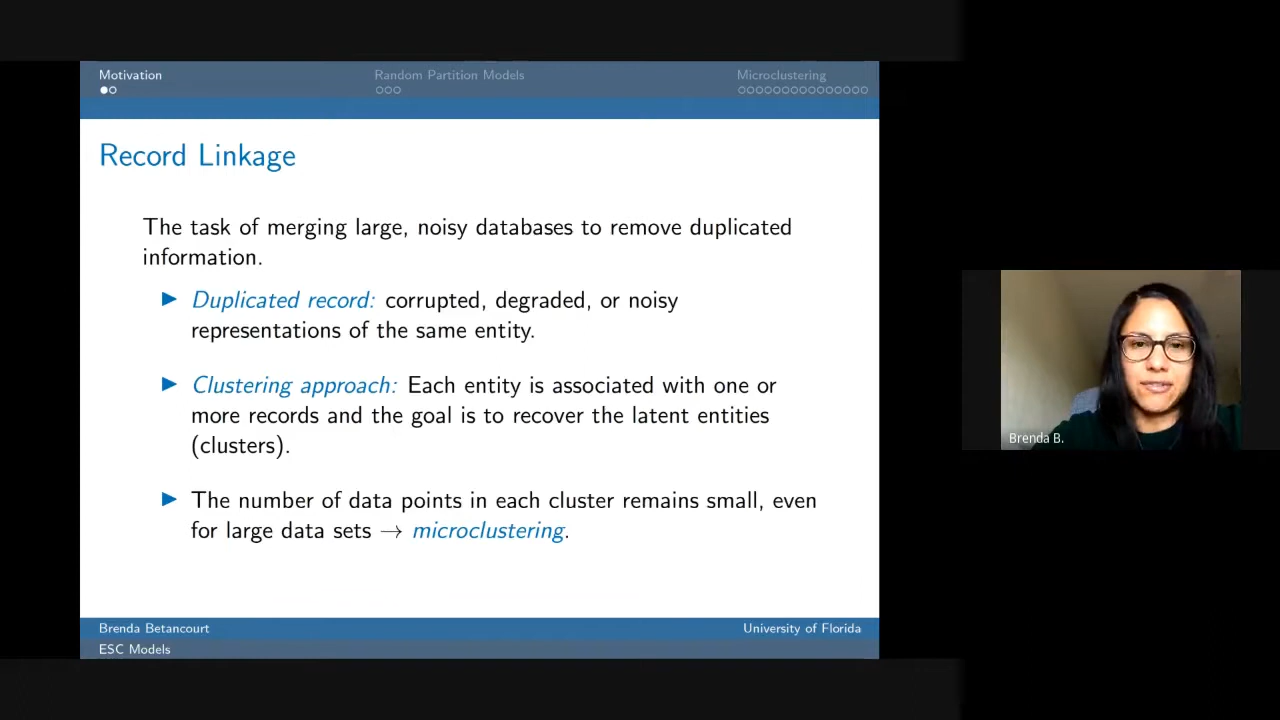 Motivation
Random Partition Models
Microclustering
Record Linkage
The task of merging large, noisy databases to remove duplicated
information.
Duplicated record: corrupted, degraded, or noisy
representations of the same entity.
Clustering approach: Each entity is associated with one or
more records and the goal is to recover the latent entities
(clusters).
The number of data points in each cluster remains small, even
for large data sets → microclustering.
Brenda B.
Brenda Betancourt
University of Florida
ESC Models